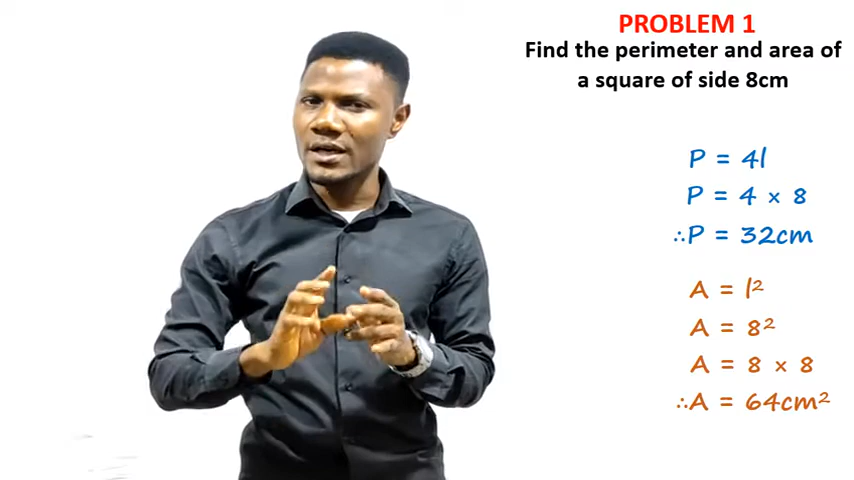 PROBLEM 1
Find the perimeter and area of
a square of side 8cm
P = 4l
P = 4 × 8
∴P = 32cm
A = l²
A = 8²
A = 8 × 8
∴A = 64cm²